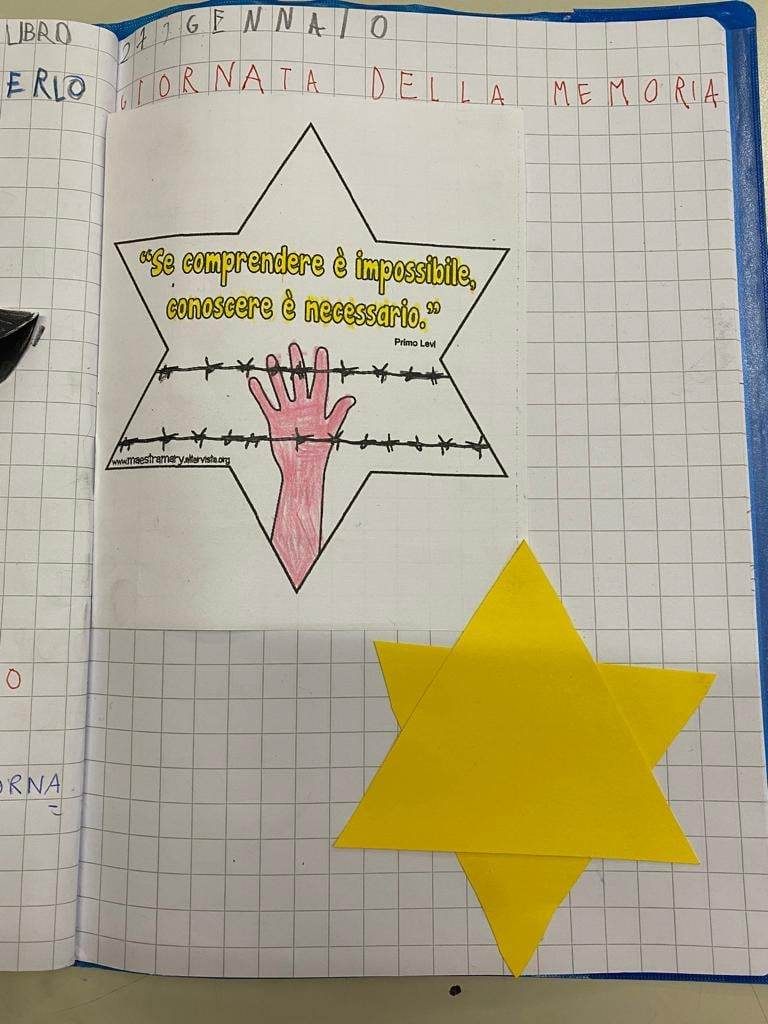 LIBRO
ERLO
O
ORNA
27 GENNAIO
GIORNATA DELLA MEMORIA
“Se comprendere è impossibile,
conoscere è necessario.”
Primo Levi
www.maestramary.altervista.org